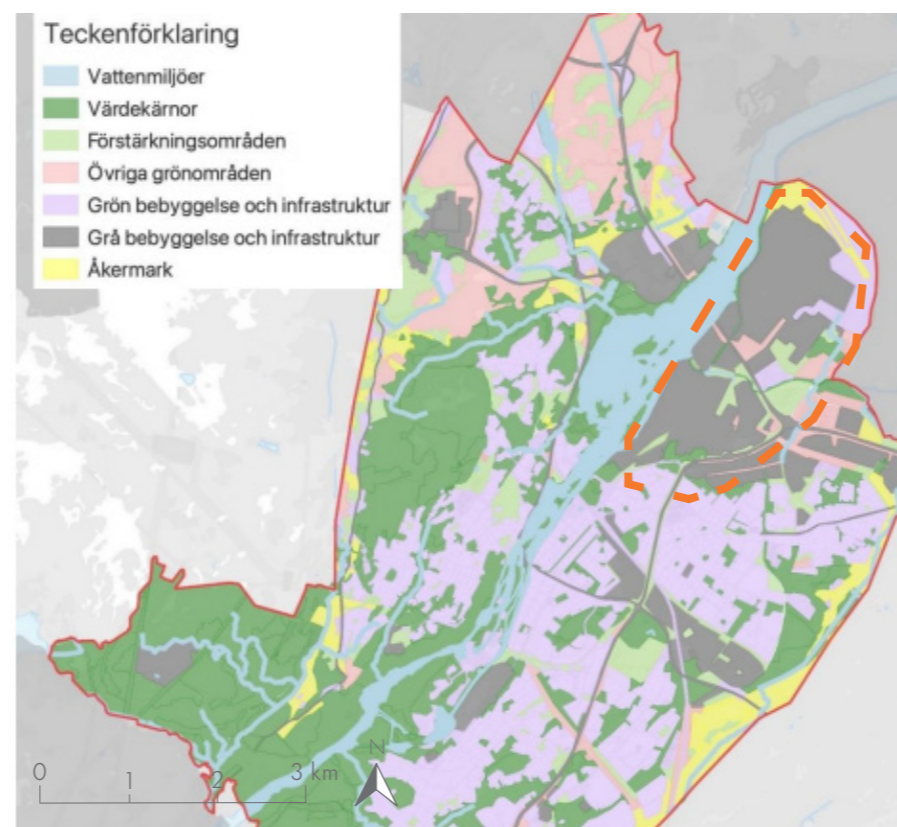 Teckenförklaring
Vattenmiljöer
Värdekärnor
Förstärkningsområden
Övriga grönområden
Grön bebyggelse och infrastruktur
Grå bebyggelse och infrastruktur
Åkermark
N
0 1 2 3 km